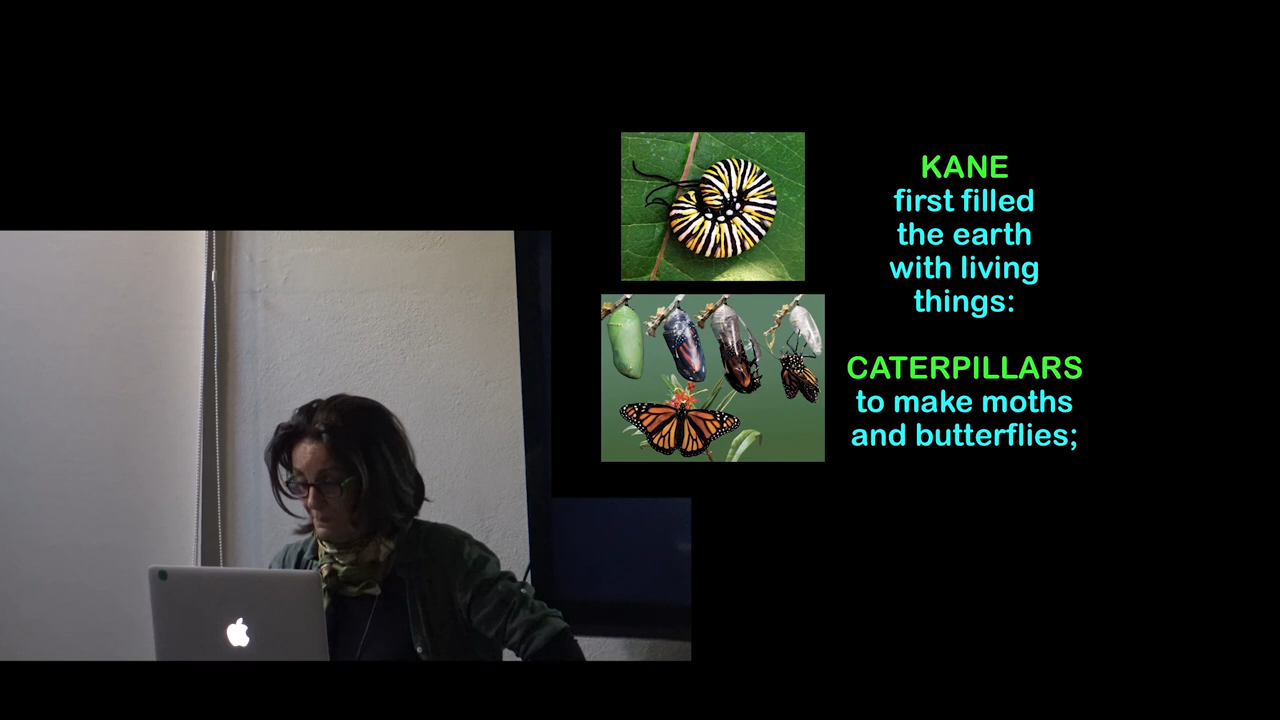 KANE
first filled
the earth
with living
things:
CATERPILLARS
to make moths
and butterflies;